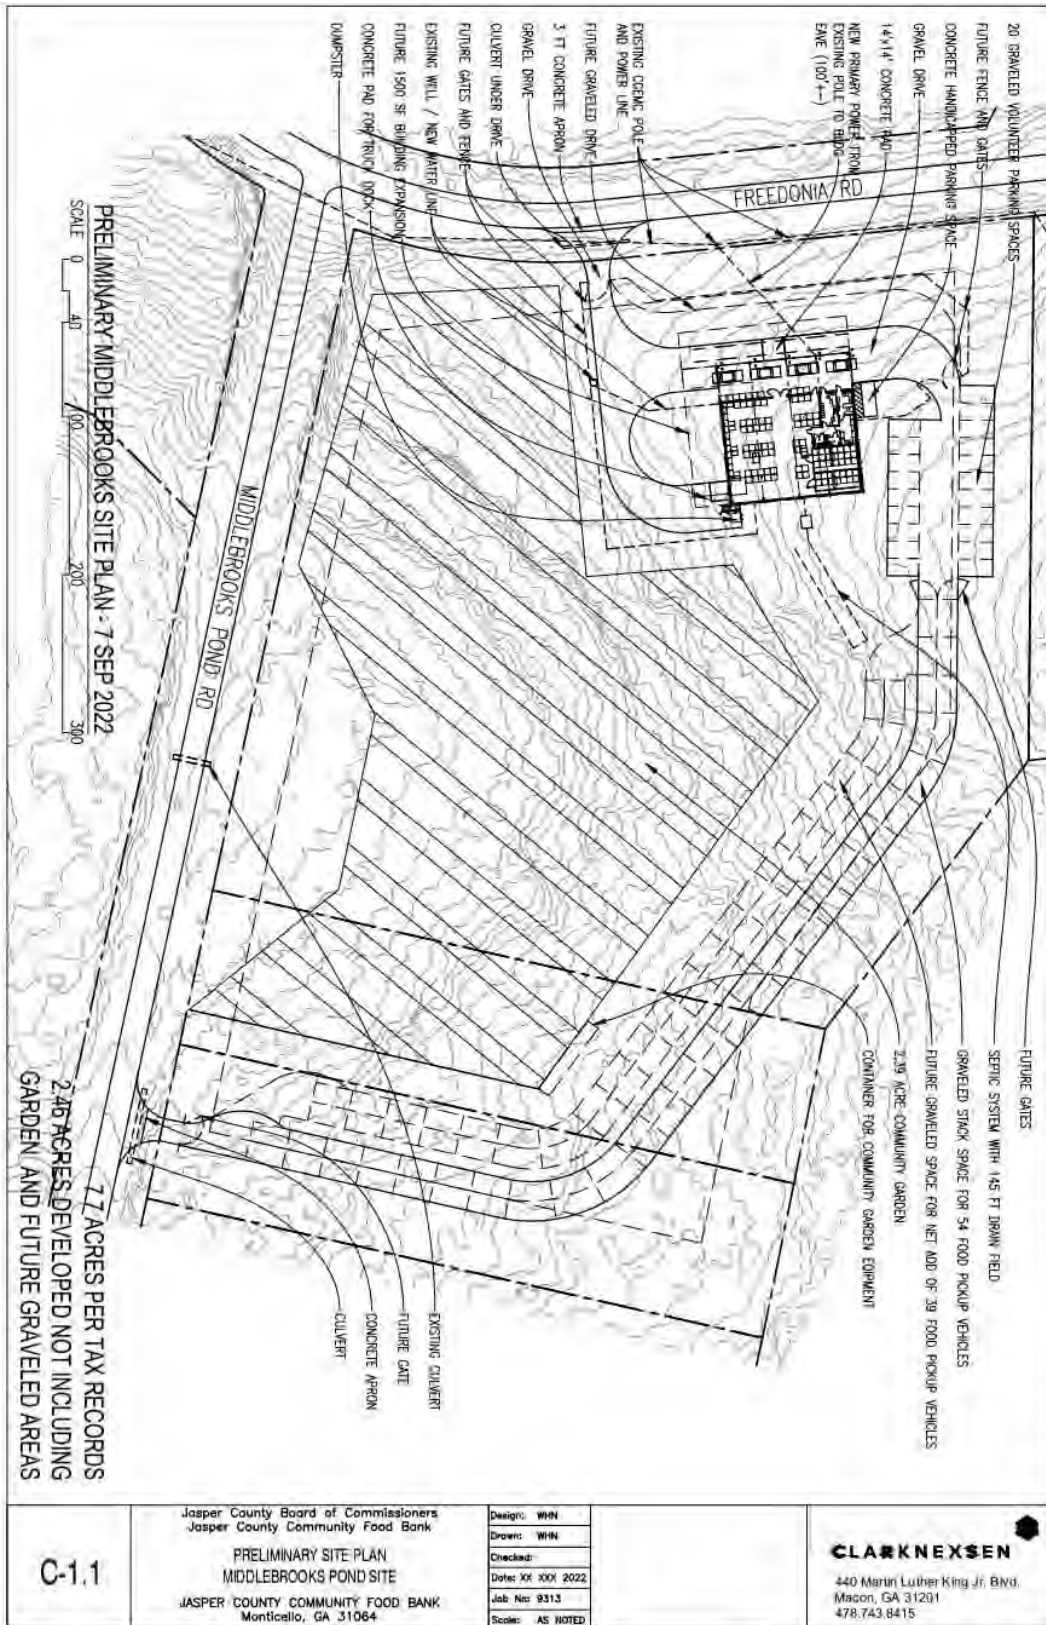 20 GRAVELED VOLUNTEER PARKING SPACES
FUTURE FENCE AND GATES
CONCRETE HANDICAPPED PARKING SPACE
GRAVEL DRIVE
14'x14' CONCRETE PAD
NEW PRIMARY POWER FROM
EXISTING POLE TO BLDG
EAVE (100'+-)
EXISTING CGEMC POLE
AND POWER LINE
FUTURE GRAVELED DRIVE
3 FT CONCRETE APRON
GRAVEL DRIVE
CULVERT UNDER DRIVE
FUTURE GATES AND FENCE
EXISTING WELL / NEW WATER LINE
FUTURE 1500 SF BUILDING EXPANSION
CONCRETE PAD FOR TRUCK DOCK
DUMPSTER
FREEDONIA RD
MIDDLEBROOKS POND RD
FUTURE GATES
SEPTIC SYSTEM WITH 145 FT DRAIN FIELD
GRAVELED STACK SPACE FOR 54 FOOD PICKUP VEHICLES
FUTURE GRAVELED SPACE FOR NET ADD OF 39 FOOD PICKUP VEHICLES
2.39 ACRE COMMUNITY GARDEN
CONTAINER FOR COMMUNITY GARDEN EQIPMENT
EXISTING CULVERT
FUTURE GATE
CONCRETE APRON
CULVERT
PRELIMINARY MIDDLEBROOKS SITE PLAN - 7 SEP 2022
SCALE 0 40 100 200 300
7.7 ACRES PER TAX RECORDS
2.46 ACRES DEVELOPED NOT INCLUDING
GARDEN AND FUTURE GRAVELED AREAS
C-1.1
Jasper County Board of Commissioners
Jasper County Community Food Bank
PRELIMINARY SITE PLAN
MIDDLEBROOKS POND SITE
JASPER COUNTY COMMUNITY FOOD BANK
Monticello, GA 31064
Design: WHN
Drawn: WHN
Checked:
Date: XX XXX 2022
Job No: 9313
Scale: AS NOTED
CLARKNEXSEN
440 Martin Luther King Jr. Blvd.
Macon, GA 31201
478.743.8415